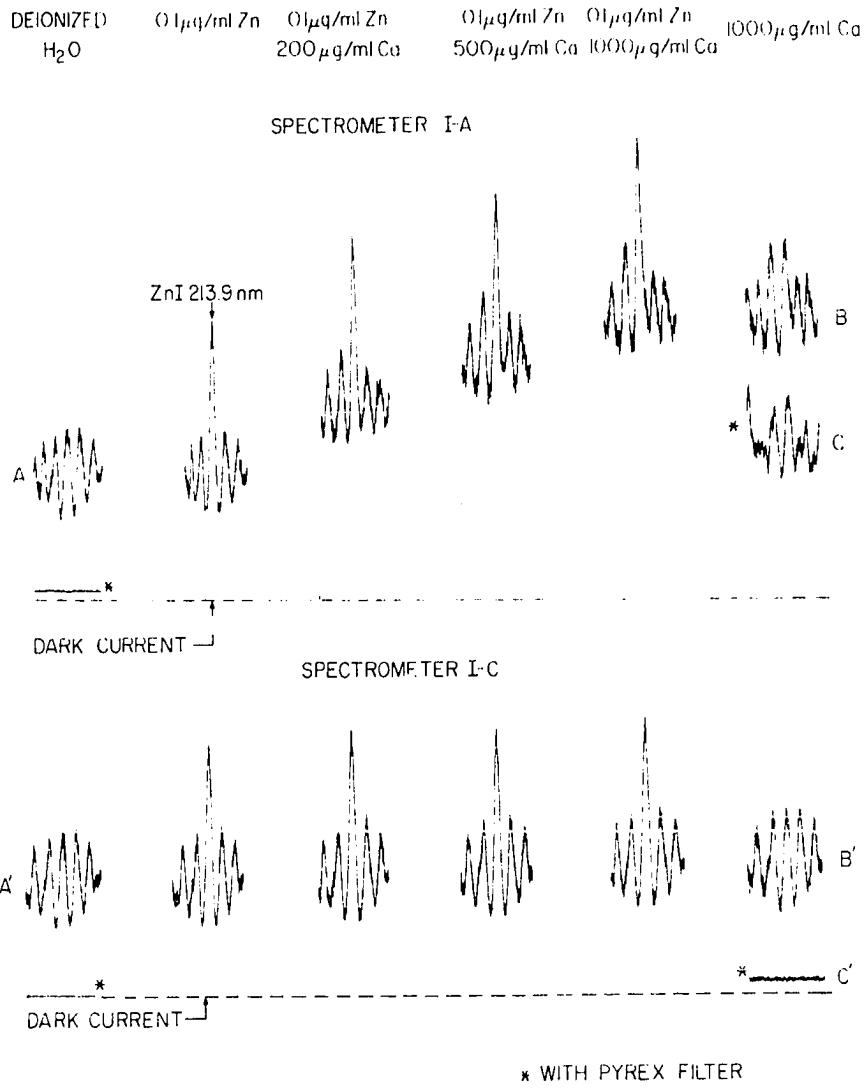 DEIONIZED
H₂O
0.1µg/ml Zn
0.1µg/ml Zn
200µg/ml Ca
0.1µg/ml Zn
500µg/ml Ca
0.1µg/ml Zn
1000µg/ml Ca
1000µg/ml Ca
SPECTROMETER I-A
ZnI 213.9 nm
A
B
* C
*
DARK CURRENT
SPECTROMETER I-C
A'
B'
*
* C'
DARK CURRENT
* WITH PYREX FILTER